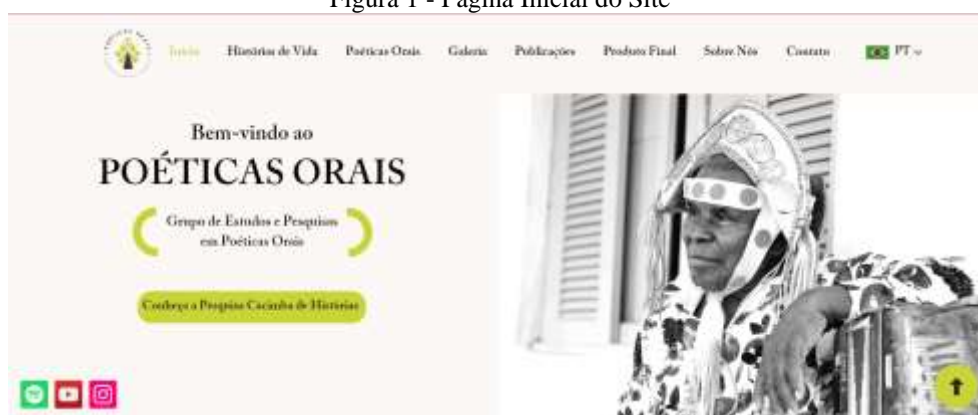 Figura 1 - Página Inicial do Site
Início Histórias de Vida Poéticas Orais Galeria Publicações Produto Final Sobre Nós Contato PT
Bem-vindo ao
POÉTICAS ORAIS
Grupo de Estudos e Pesquisas
em Poéticas Orais
Conheça a Pesquisa Cacimba de Histórias